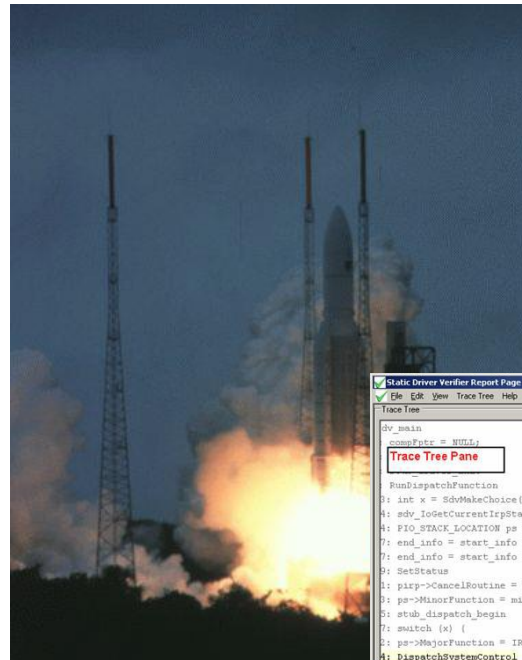 Static Driver Verifier Report Page
File Edit View Trace Tree Help
Trace Tree
dv_main
compFptr = NULL;
Trace Tree Pane
RunDispatchFunction
3: int x = SdvMakeChoice(
4: sdv_IoGetCurrentIrpSta
4: PIO_STACK_LOCATION ps
7: end_info = start_info
7: end_info = start_info
9: SetStatus
1: pirp->CancelRoutine =
3: ps->MinorFunction = mi
5: stub_dispatch_begin
7: switch (x) {
2: ps->MajorFunction = IR
4: DispatchSystemControl